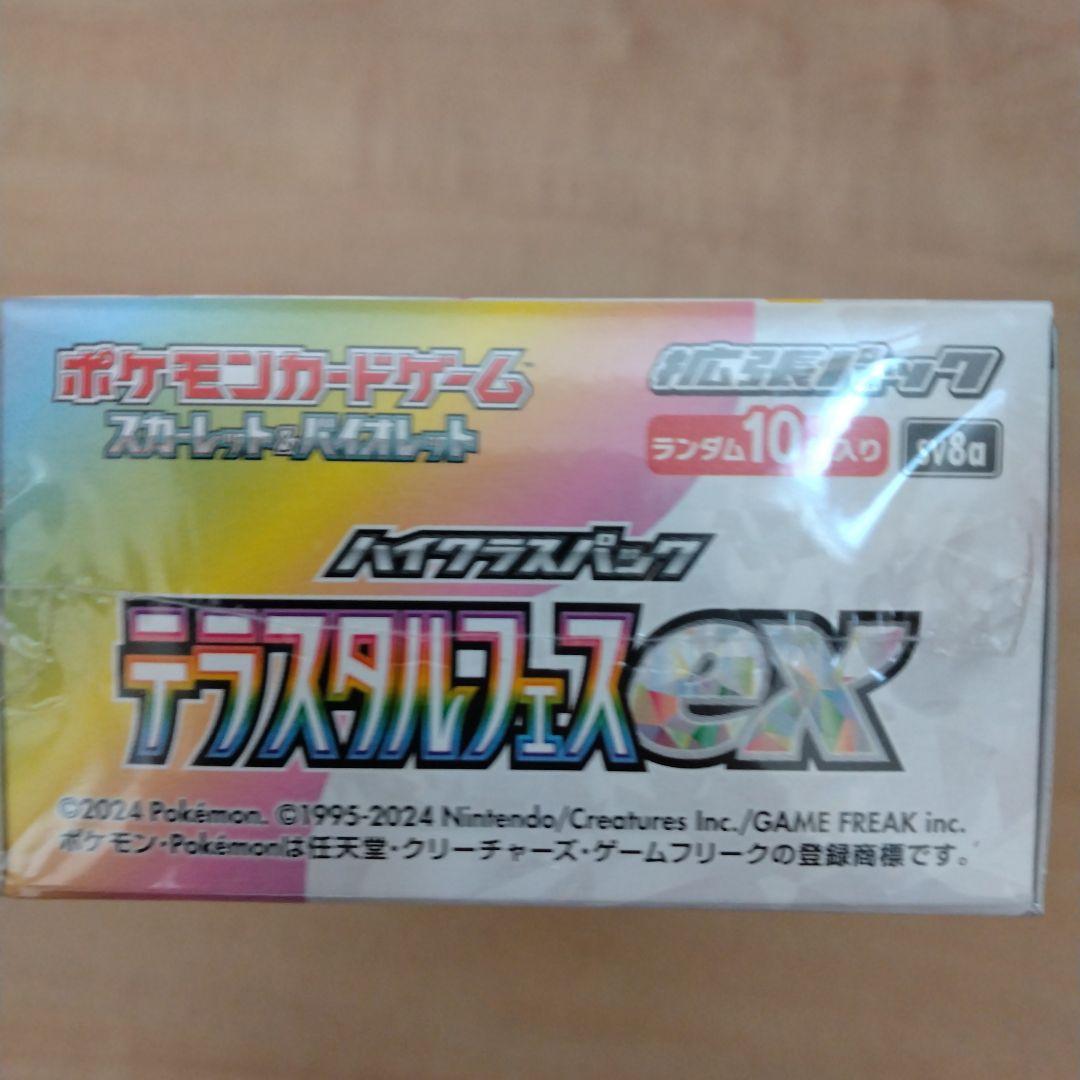 ポケモンカードゲーム
スカーレット&バイオレット
拡張パック
ランダム10 入り
sv8a
ハイクラスパック
テラスタルフェスex
©2024 Pokémon. ©1995-2024 Nintendo/Creatures Inc./GAME FREAK inc.
ポケモン・Pokémonは任天堂・クリーチャーズ・ゲームフリークの登録商標です。